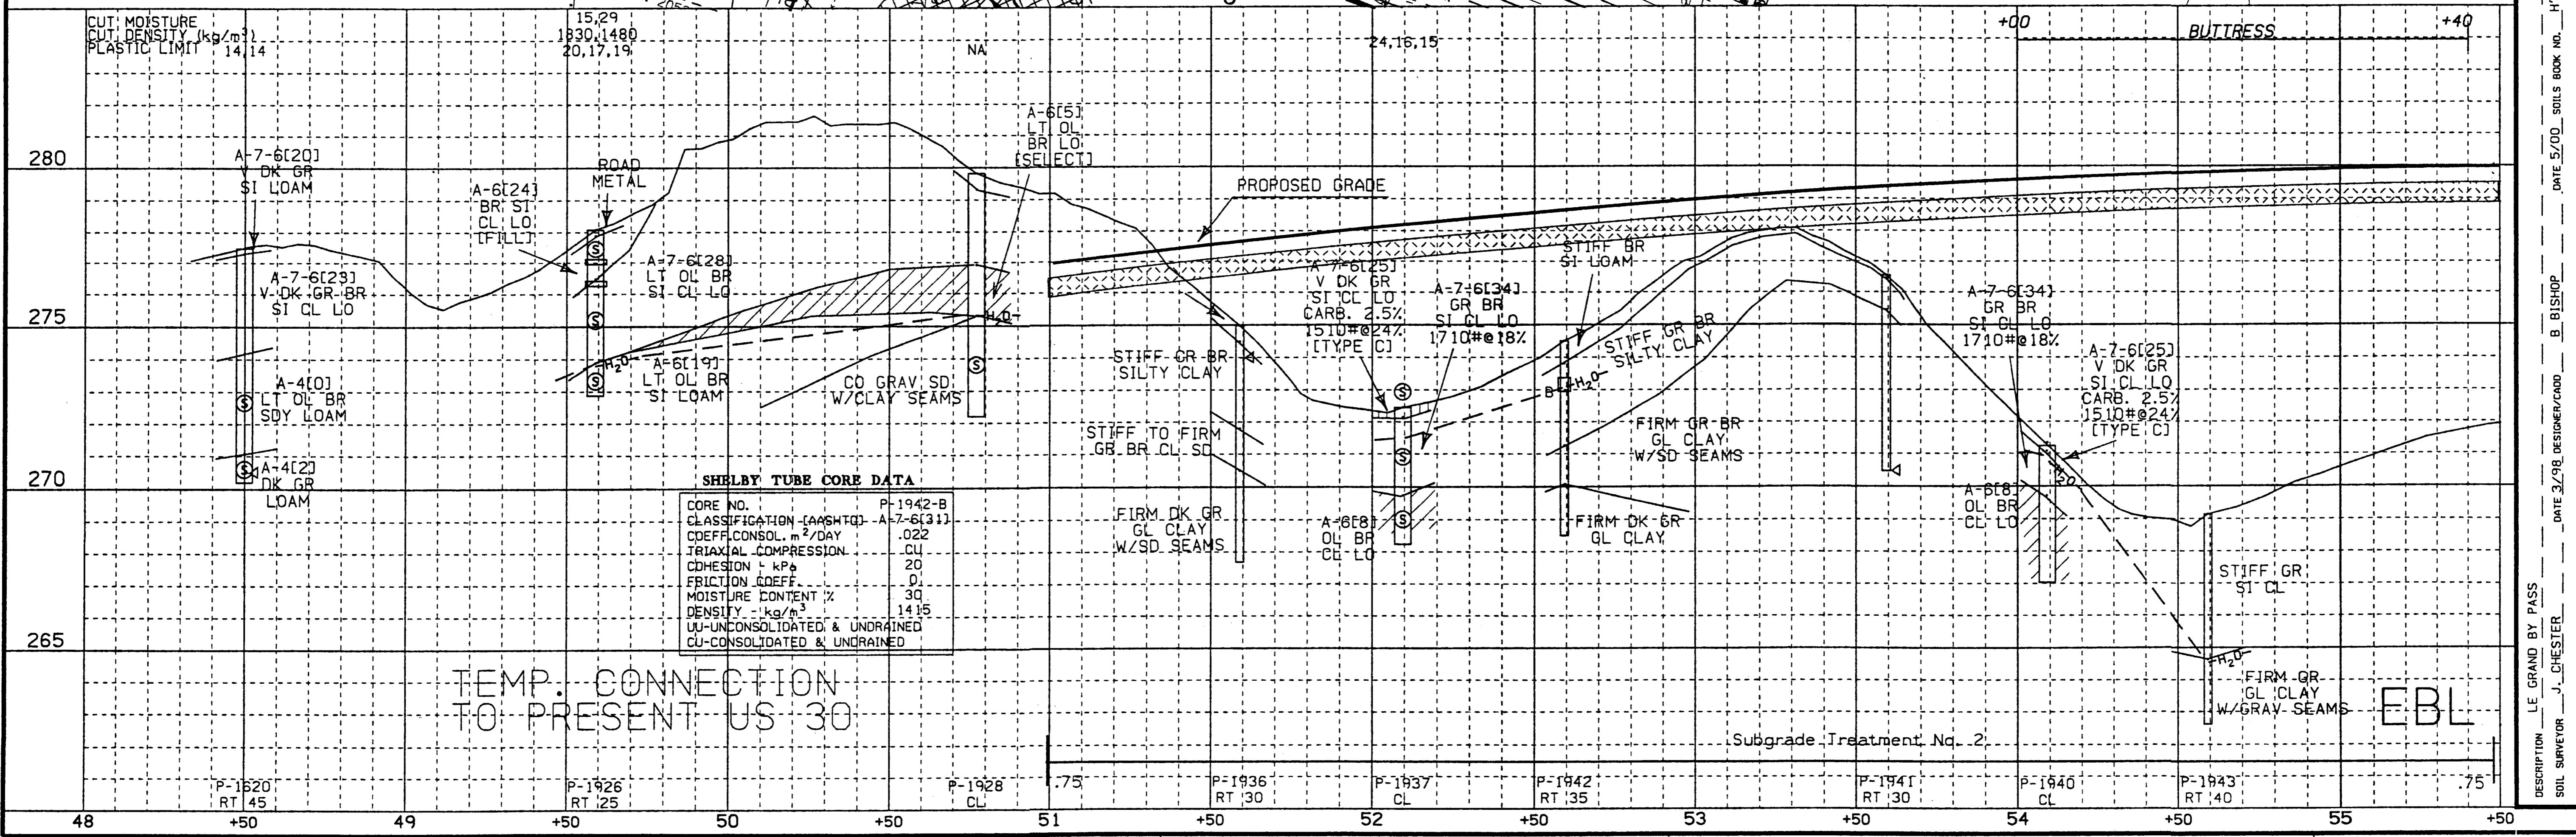 CUT MOISTURE
CUT DENSITY (kg/m³)
PLASTIC LIMIT 14,14
15,29
1830,1480
20,17,19
NA
24,16,15
+00
BUTTRESS
+40
280
275
270
265
A-7-6[20]
V DK GR
SI LOAM
A-7-6[23]
V DK GR BR
SI CL LO
A-4[0]
LT OL BR
SDY LOAM
A-4[2]
DK GR
LOAM
A-6[24]
BR SI
CL LO
[FILL]
ROAD
METAL
S
S
S
S
S
A-7-6[28]
LT OL BR
SI CL LO
H₂O
A-6[19]
LT OL BR
SI LOAM
CO GRAV SD
W/CLAY SEAMS
S
A-6[5]
LT OL
BR LO
[SELECT]
H₂O
PROPOSED GRADE
STIFF GR BR
SILTY CLAY
STIFF TO FIRM
GR BR CL SD
FIRM DK GR
GL CLAY
W/SD SEAMS
A-7-6[25]
V DK GR
SI CL LO
CARB. 2.5%
1510#@24%
[TYPE C]
A-7-6[34]
GR BR
SI CL LO
1710#@18%
S
S
S
A-6[8]
OL BR
CL LO
STIFF BR
SI LOAM
B
H₂O
STIFF GR BR
SILTY CLAY
FIRM GR BR
GL CLAY
W/SD SEAMS
FIRM DK GR
GL CLAY
A-7-6[34]
GR BR
SI CL LO
1710#@18%
A-7-6[25]
V DK GR
SI CL LO
CARB. 2.5%
1510#@24%
[TYPE C]
A-6[8]
OL BR
CL LO
STIFF GR
SI CL
H₂O
FIRM GR
GL CLAY
W/GRAV SEAMS
SHELBY TUBE CORE DATA
CORE NO. P-1942-B
CLASSIFICATION [AASHTO] A-7-6[31]
COEFF.CONSOL. m²/DAY .022
TRIAXIAL COMPRESSION CU
COHESION - kPa 20
FRICTION COEFF. 0
MOISTURE CONTENT % 30
DENSITY - kg/m³ 1415
UU-UNCONSOLIDATED & UNDRAINED
CU-CONSOLIDATED & UNDRAINED
TEMP. CONNECTION
TO PRESENT US 30
EBL
Subgrade Treatment No. 2
P-1620
RT 45
P-1926
RT 25
P-1928
CL
.75
P-1936
RT 30
P-1937
CL
P-1942
RT 35
P-1941
RT 30
P-1940
CL
P-1943
RT 40
.75
48 +50 49 +50 50 +50 51 +50 52 +50 53 +50 54 +50 55 +50
DESCRIPTION LE GRAND BY PASS
SOIL SURVEYOR J. CHESTER DATE 3/98 DESIGNER/CADD B BISHOP DATE 5/00 SOILS BOOK NO.